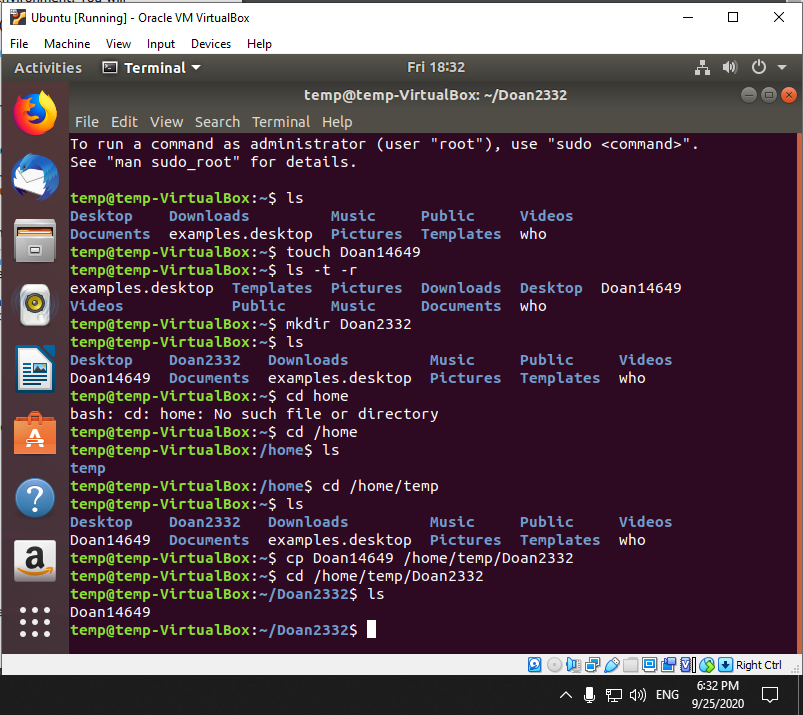 Ubuntu [Running] - Oracle VM VirtualBox
File Machine View Input Devices Help
Activities Terminal Fri 18:32
temp@temp-VirtualBox: ~/Doan2332
File Edit View Search Terminal Help
To run a command as administrator (user "root"), use "sudo <command>".
See "man sudo_root" for details.
temp@temp-VirtualBox:~$ ls
Desktop Downloads Music Public Videos
Documents examples.desktop Pictures Templates who
temp@temp-VirtualBox:~$ touch Doan14649
temp@temp-VirtualBox:~$ ls -t -r
examples.desktop Templates Pictures Downloads Desktop Doan14649
Videos Public Music Documents who
temp@temp-VirtualBox:~$ mkdir Doan2332
temp@temp-VirtualBox:~$ ls
Desktop Doan2332 Downloads Music Public Videos
Doan14649 Documents examples.desktop Pictures Templates who
temp@temp-VirtualBox:~$ cd home
bash: cd: home: No such file or directory
temp@temp-VirtualBox:~$ cd /home
temp@temp-VirtualBox:/home$ ls
temp
temp@temp-VirtualBox:/home$ cd /home/temp
temp@temp-VirtualBox:~$ ls
Desktop Doan2332 Downloads Music Public Videos
Doan14649 Documents examples.desktop Pictures Templates who
temp@temp-VirtualBox:~$ cp Doan14649 /home/temp/Doan2332
temp@temp-VirtualBox:~$ cd /home/temp/Doan2332
temp@temp-VirtualBox:~/Doan2332$ ls
Doan14649
temp@temp-VirtualBox:~/Doan2332$
Right Ctrl
ENG
6:32 PM
9/25/2020